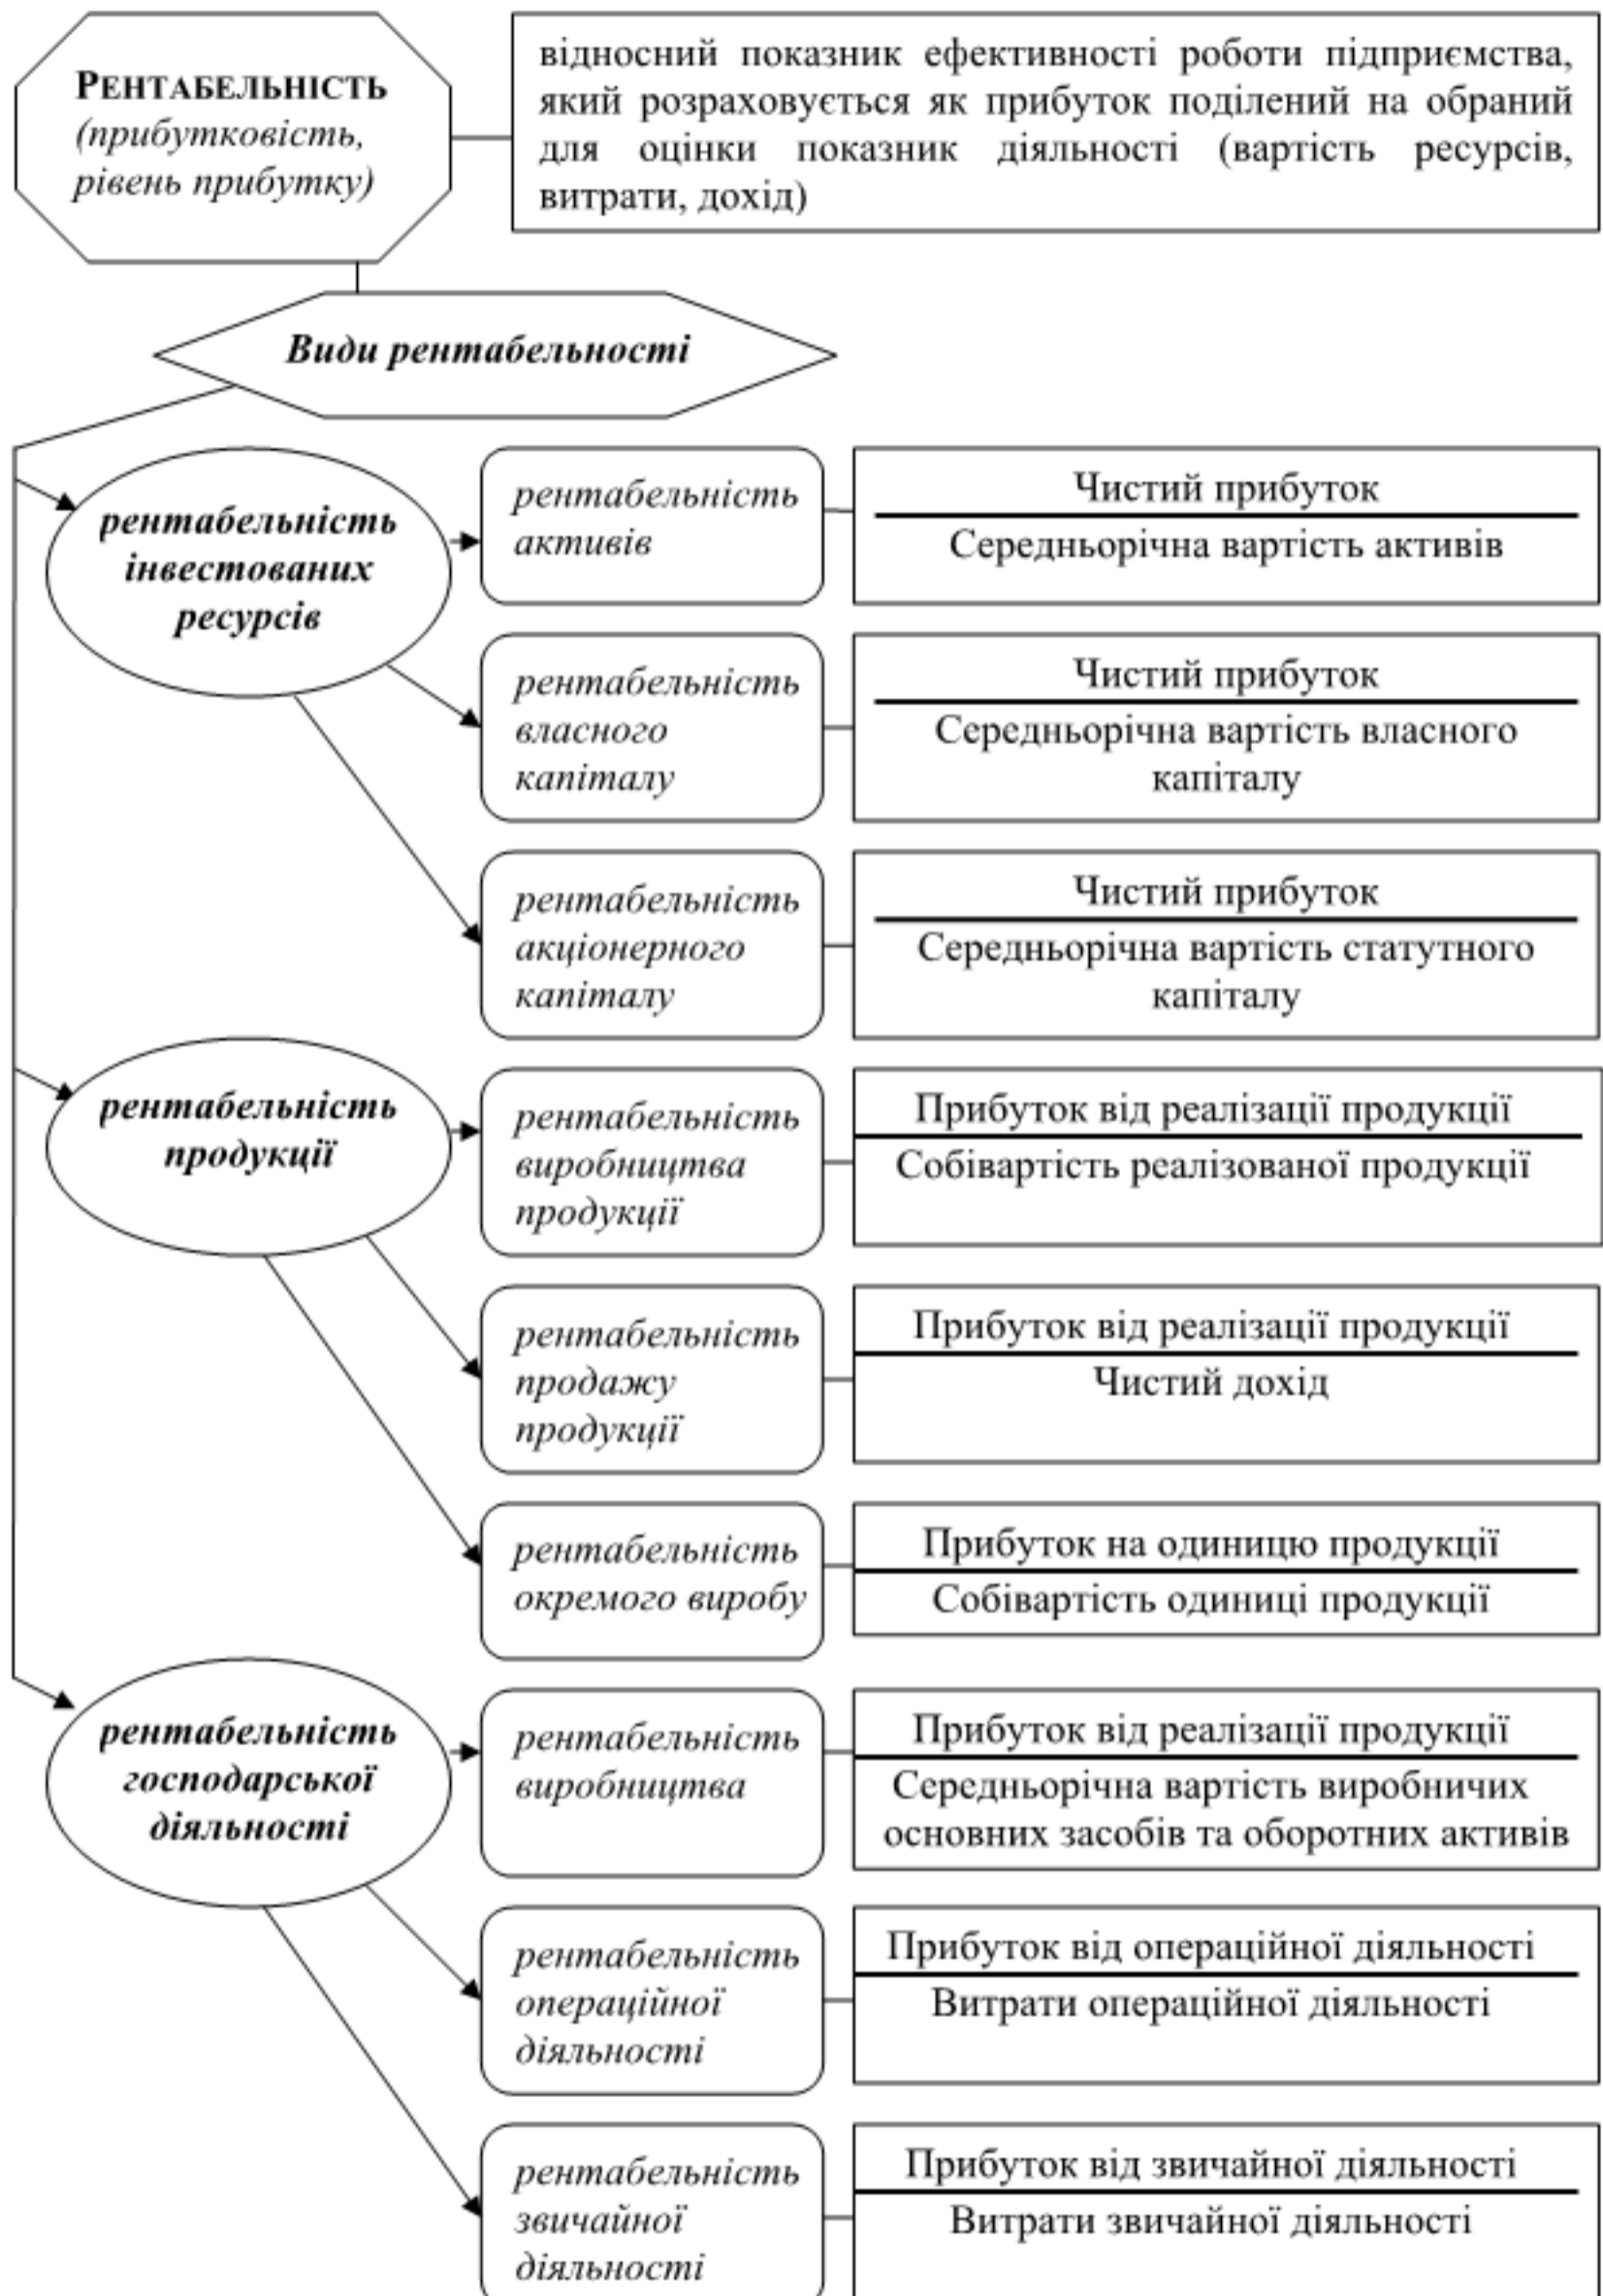 РЕНТАБЕЛЬНІСТЬ
(прибутковість,
рівень прибутку)
відносний показник ефективності роботи підприємства,
який розраховується як прибуток поділений на обраний
для оцінки показник діяльності (вартість ресурсів,
витрати, дохід)
Види рентабельності
рентабельність
інвестованих
ресурсів
рентабельність
активів
Чистий прибуток
Середньорічна вартість активів
рентабельність
власного
капіталу
Чистий прибуток
Середньорічна вартість власного
капіталу
рентабельність
акціонерного
капіталу
Чистий прибуток
Середньорічна вартість статутного
капіталу
рентабельність
продукції
рентабельність
виробництва
продукції
Прибуток від реалізації продукції
Собівартість реалізованої продукції
рентабельність
продажу
продукції
Прибуток від реалізації продукції
Чистий дохід
рентабельність
окремого виробу
Прибуток на одиницю продукції
Собівартість одиниці продукції
рентабельність
господарської
діяльності
рентабельність
виробництва
Прибуток від реалізації продукції
Середньорічна вартість виробничих
основних засобів та оборотних активів
рентабельність
операційної
діяльності
Прибуток від операційної діяльності
Витрати операційної діяльності
рентабельність
звичайної
діяльності
Прибуток від звичайної діяльності
Витрати звичайної діяльності